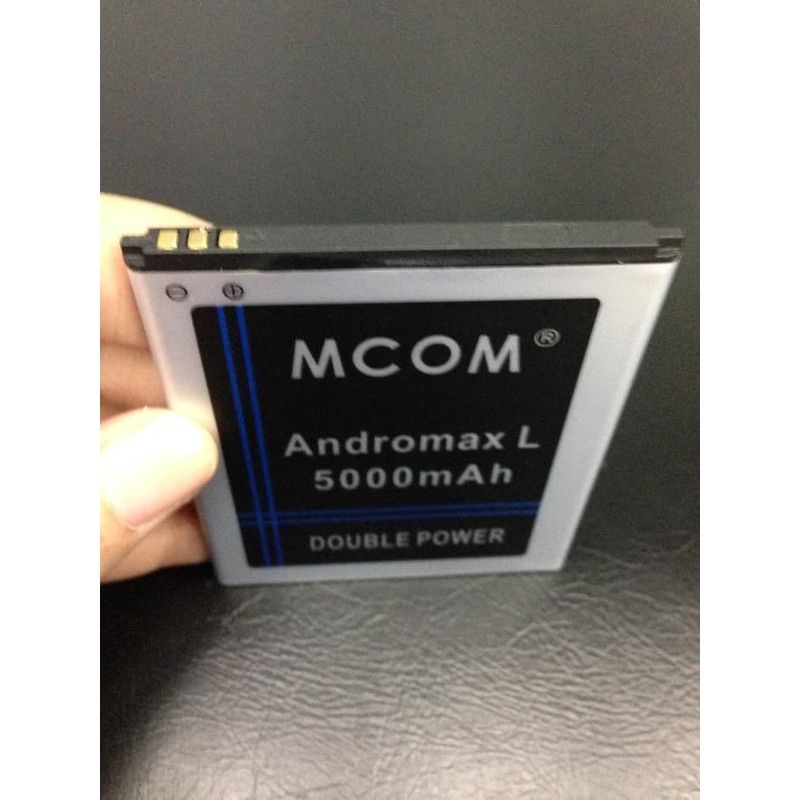 ⊖ ⊕
MCOM®
Andromax L
5000mAh
DOUBLE POWER